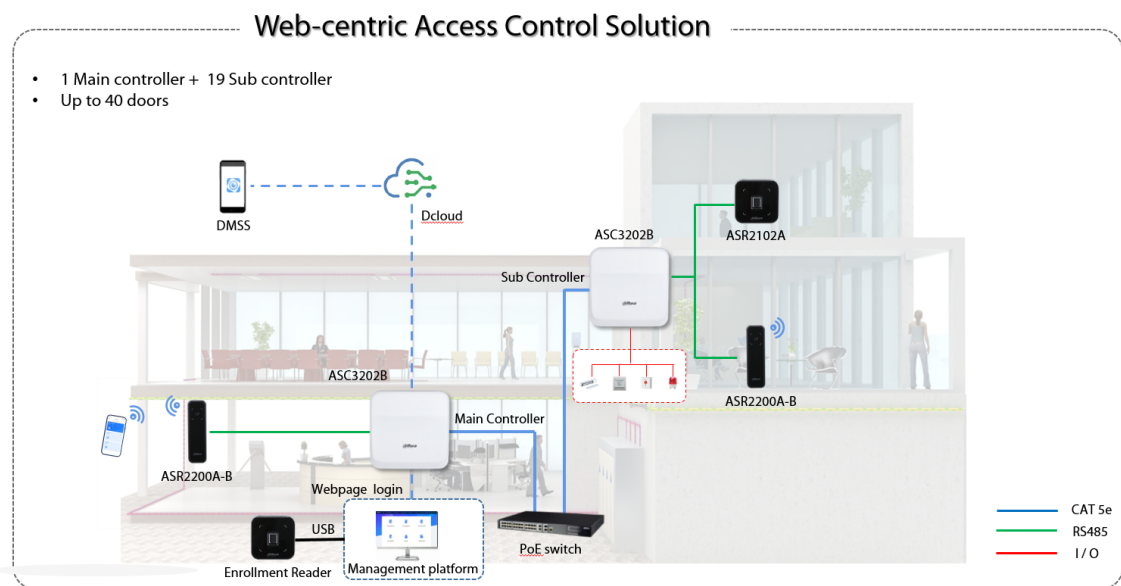 Web-centric Access Control Solution
• 1 Main controller + 19 Sub controller
• Up to 40 doors
DMSS
Dcloud
ASC3202B
ASR2102A
Sub Controller
ASC3202B
ASR2200A-B
Main Controller
ASR2200A-B
Webpage login
USB
PoE switch
Enrollment Reader
Management platform
CAT 5e
RS485
I / O